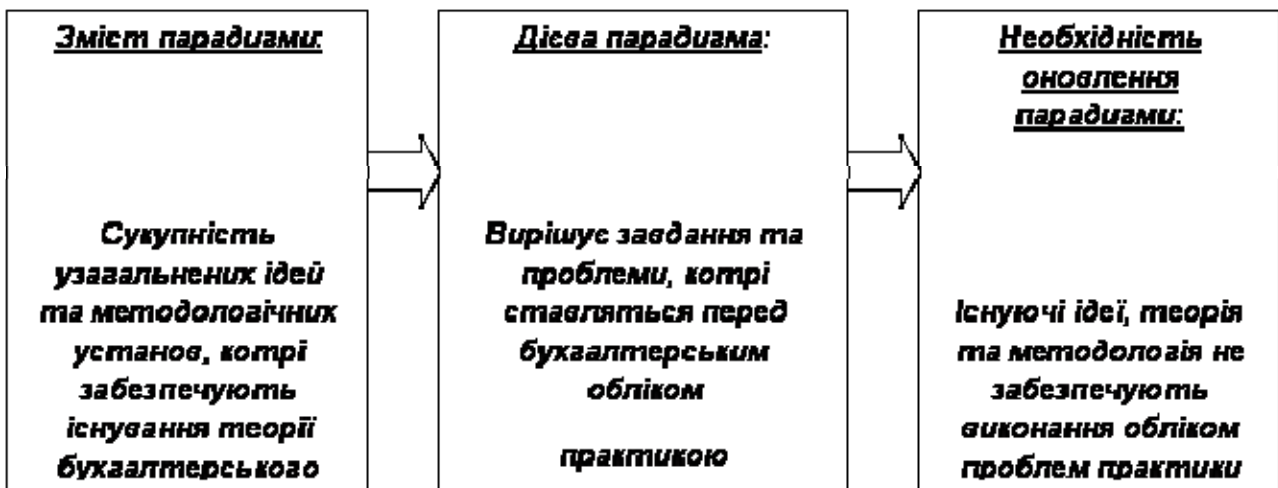 Зміст парадигми:
Сукупність
узагальнених ідей
та методологічних
установ, котрі
забезпечують
існування теорії
бухгалтерського
Дієва парадигма:
Вирішує завдання та
проблеми, котрі
ставляться перед
бухгалтерським
обліком
практикою
Необхідність
оновлення
парадигми:
Існуючі ідеї, теорія
та методологія не
забезпечують
виконання обліком
проблем практики